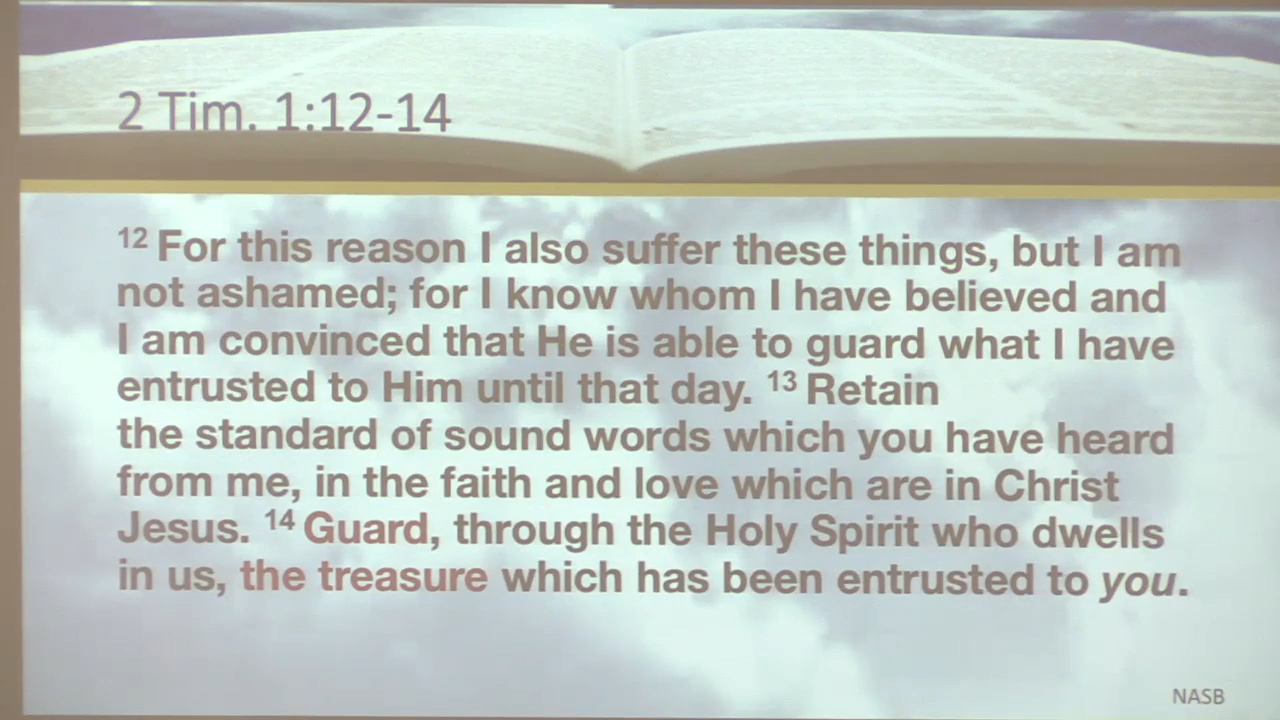 2 Tim. 1:12-14
12 For this reason I also suffer these things, but I am
not ashamed; for I know whom I have believed and
I am convinced that He is able to guard what I have
entrusted to Him until that day. 13 Retain
the standard of sound words which you have heard
from me, in the faith and love which are in Christ
Jesus. 14 Guard, through the Holy Spirit who dwells
in us, the treasure which has been entrusted to you.
NASB